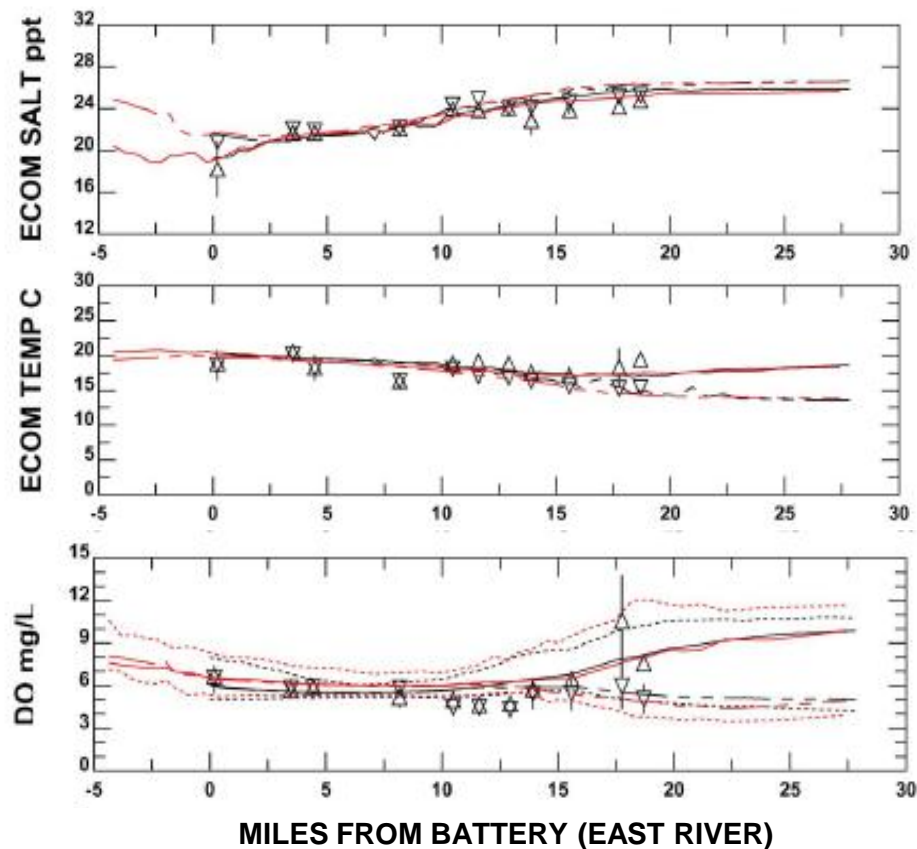 ECOM SALT ppt
32
28
24
20
16
12
-5 0 5 10 15 20 25 30
ECOM TEMP C
30
25
20
15
10
5
0
-5 0 5 10 15 20 25 30
DO mg/L
15
12
9
6
3
0
-5 0 5 10 15 20 25 30
MILES FROM BATTERY (EAST RIVER)